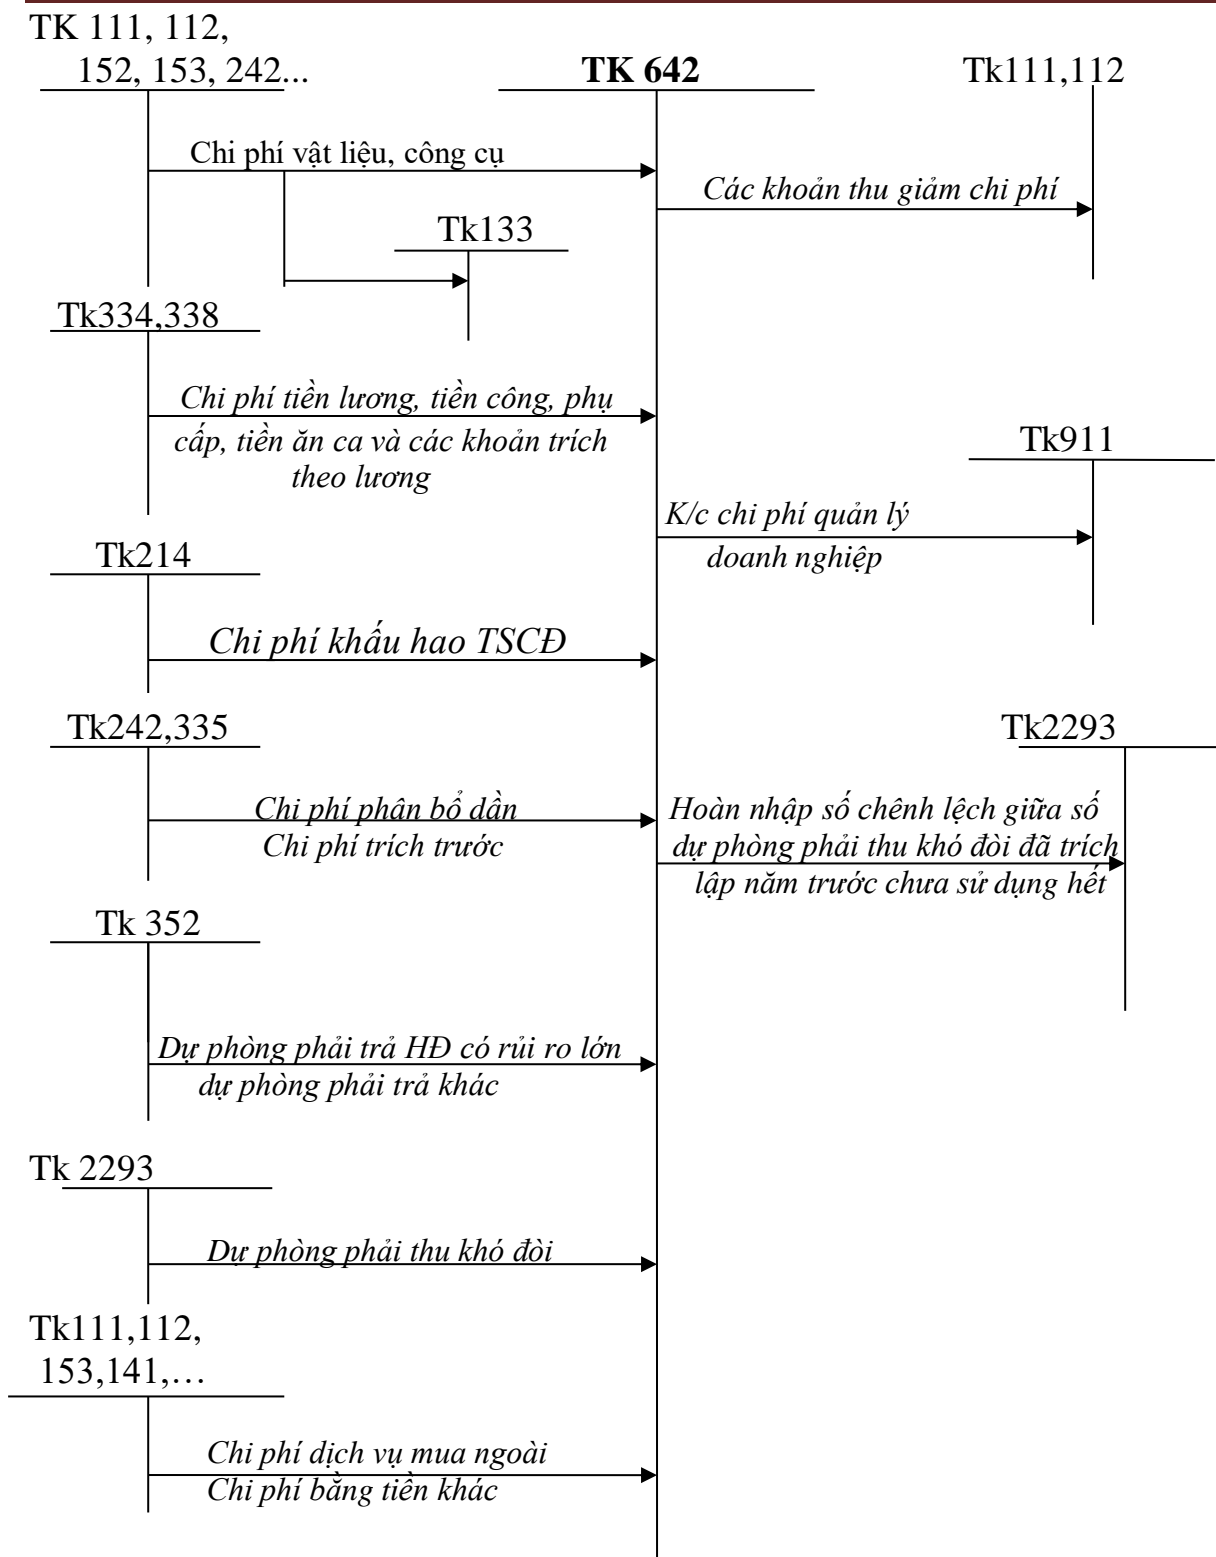 TK 111, 112,
152, 153, 242...
TK 642
Tk111,112
Chi phí vật liệu, công cụ
Các khoản thu giảm chi phí
Tk133
Tk334,338
Chi phí tiền lương, tiền công, phụ
cấp, tiền ăn ca và các khoản trích
theo lương
Tk911
K/c chi phí quản lý
doanh nghiệp
Tk214
Chi phí khấu hao TSCĐ
Tk242,335
Tk2293
Chi phí phân bổ dần
Chi phí trích trước
Hoàn nhập số chênh lệch giữa số
dự phòng phải thu khó đòi đã trích
lập năm trước chưa sử dụng hết
Tk 352
Dự phòng phải trả HĐ có rủi ro lớn
dự phòng phải trả khác
Tk 2293
Dự phòng phải thu khó đòi
Tk111,112,
153,141,…
Chi phí dịch vụ mua ngoài
Chi phí bằng tiền khác